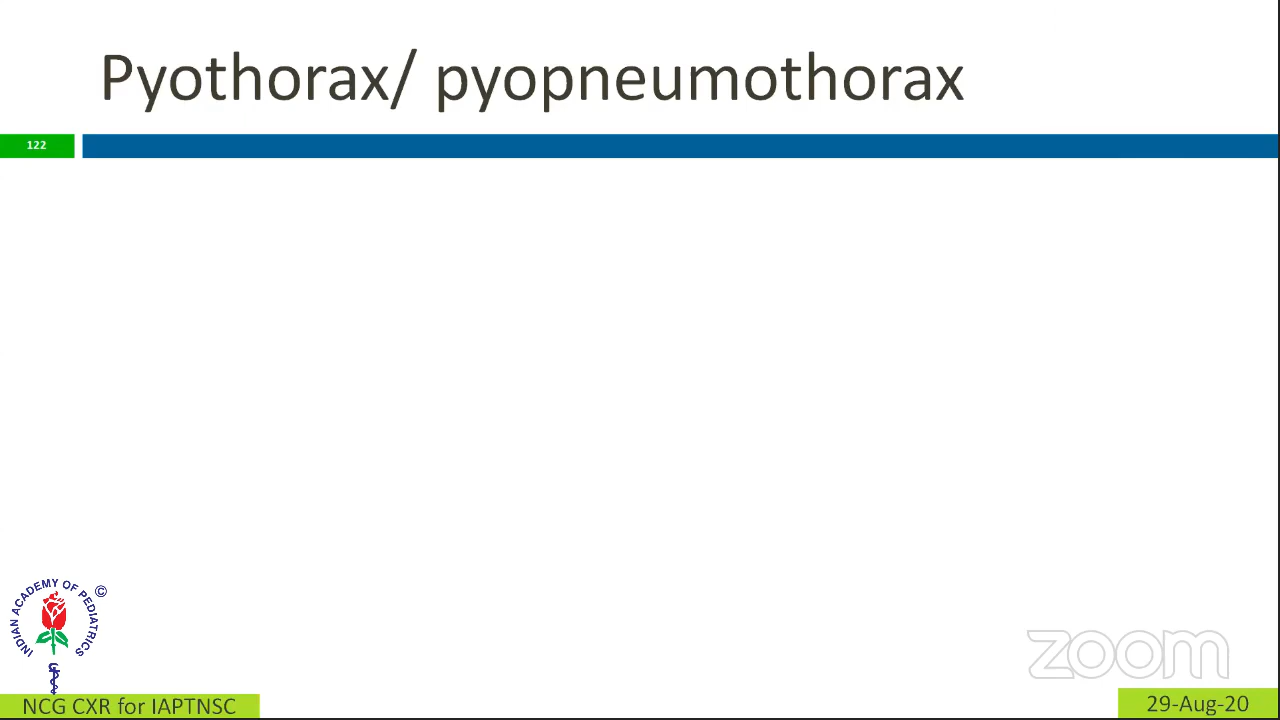 Pyothorax/ pyopneumothorax
122
INDIAN ACADEMY OF PEDIATRICS
©
zoom
NCG CXR for IAPTNSC
29-Aug-20